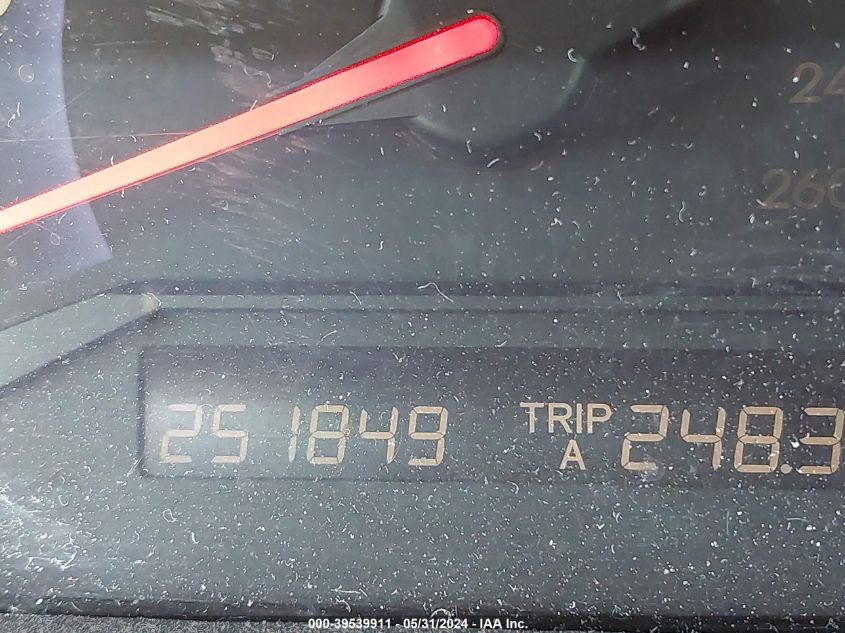 24
260
251849 TRIP A 248.3
000-39539911 - 05/31/2024 - IAA Inc.